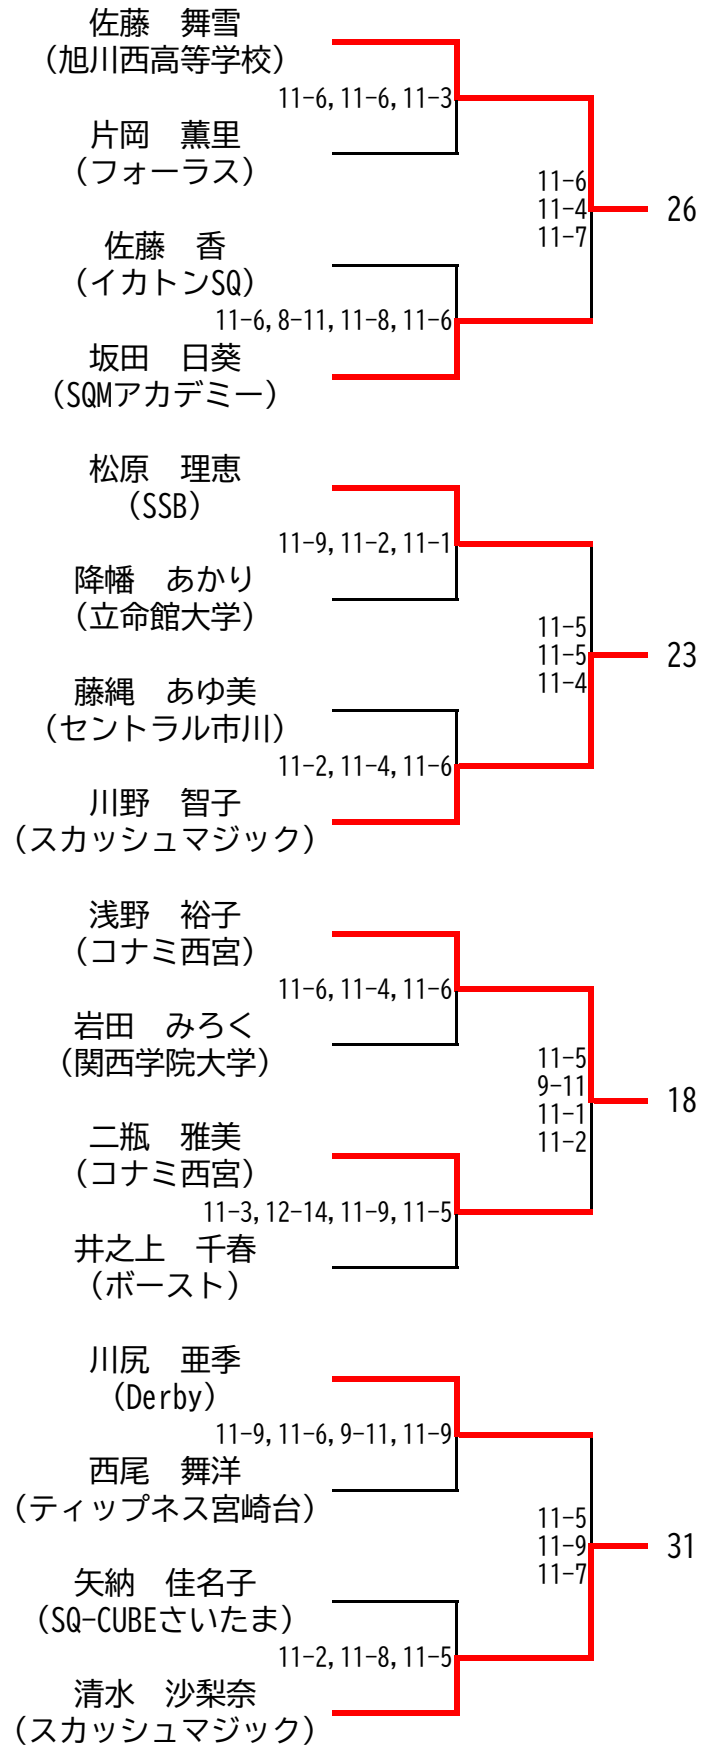 佐藤　舞雪
(旭川西高等学校)
11-6,11-6,11-3
片岡　薫里
(フォーラス)
11-6
11-4
11-7
26
佐藤　香
(イカトンSQ)
11-6,8-11,11-8,11-6
坂田　日葵
(SQMアカデミー)
松原　理恵
(SSB)
11-9,11-2,11-1
降幡　あかり
(立命館大学)
11-5
11-5
11-4
23
藤縄　あゆ美
(セントラル市川)
11-2,11-4,11-6
川野　智子
(スカッシュマジック)
浅野　裕子
(コナミ西宮)
11-6,11-4,11-6
岩田　みろく
(関西学院大学)
11-5
9-11
11-1
11-2
18
二瓶　雅美
(コナミ西宮)
11-3,12-14,11-9,11-5
井之上　千春
(ボースト)
川尻　亜季
(Derby)
11-9,11-6,9-11,11-9
西尾　舞洋
(ティップネス宮崎台)
11-5
11-9
11-7
31
矢納　佳名子
(SQ-CUBEさいたま)
11-2,11-8,11-5
清水　沙梨奈
(スカッシュマジック)